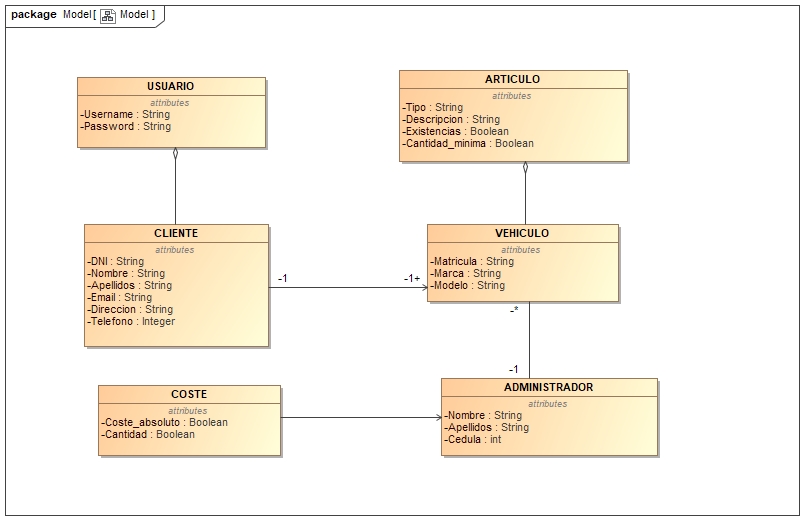 package Model[ Model ]
USUARIO
attributes
-Username : String
-Password : String
ARTICULO
attributes
-Tipo : String
-Descripcion : String
-Existencias : Boolean
-Cantidad_minima : Boolean
CLIENTE
attributes
-DNI : String
-Nombre : String
-Apellidos : String
-Email : String
-Direccion : String
-Telefono : Integer
-1
-1+
VEHICULO
attributes
-Matricula : String
-Marca : String
-Modelo : String
-*
-1
COSTE
attributes
-Coste_absoluto : Boolean
-Cantidad : Boolean
ADMINISTRADOR
attributes
-Nombre : String
-Apellidos : String
-Cedula : int